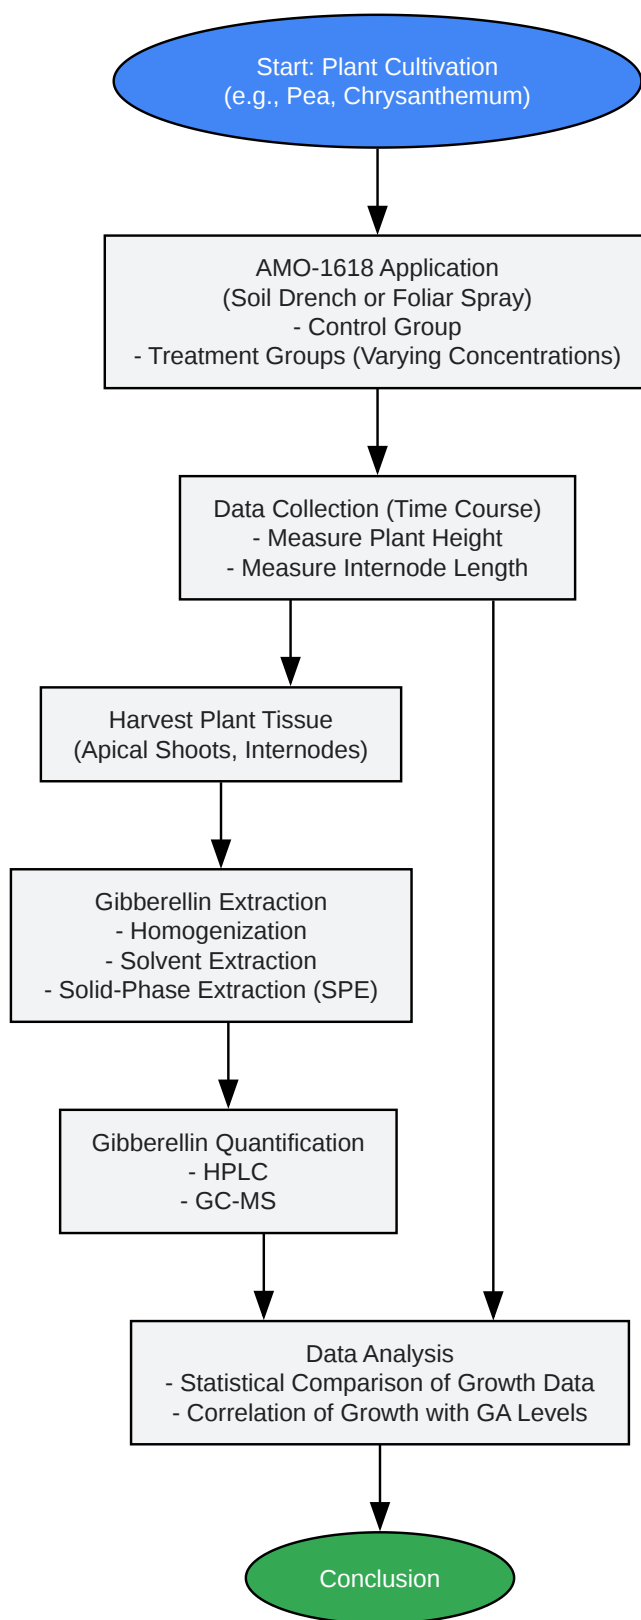 Start: Plant Cultivation
(e.g., Pea, Chrysanthemum)
AMO-1618 Application
(Soil Drench or Foliar Spray)
- Control Group
- Treatment Groups (Varying Concentrations)
Data Collection (Time Course)
- Measure Plant Height
- Measure Internode Length
Harvest Plant Tissue
(Apical Shoots, Internodes)
Gibberellin Extraction
- Homogenization
- Solvent Extraction
- Solid-Phase Extraction (SPE)
Gibberellin Quantification
- HPLC
- GC-MS
Data Analysis
- Statistical Comparison of Growth Data
- Correlation of Growth with GA Levels
Conclusion